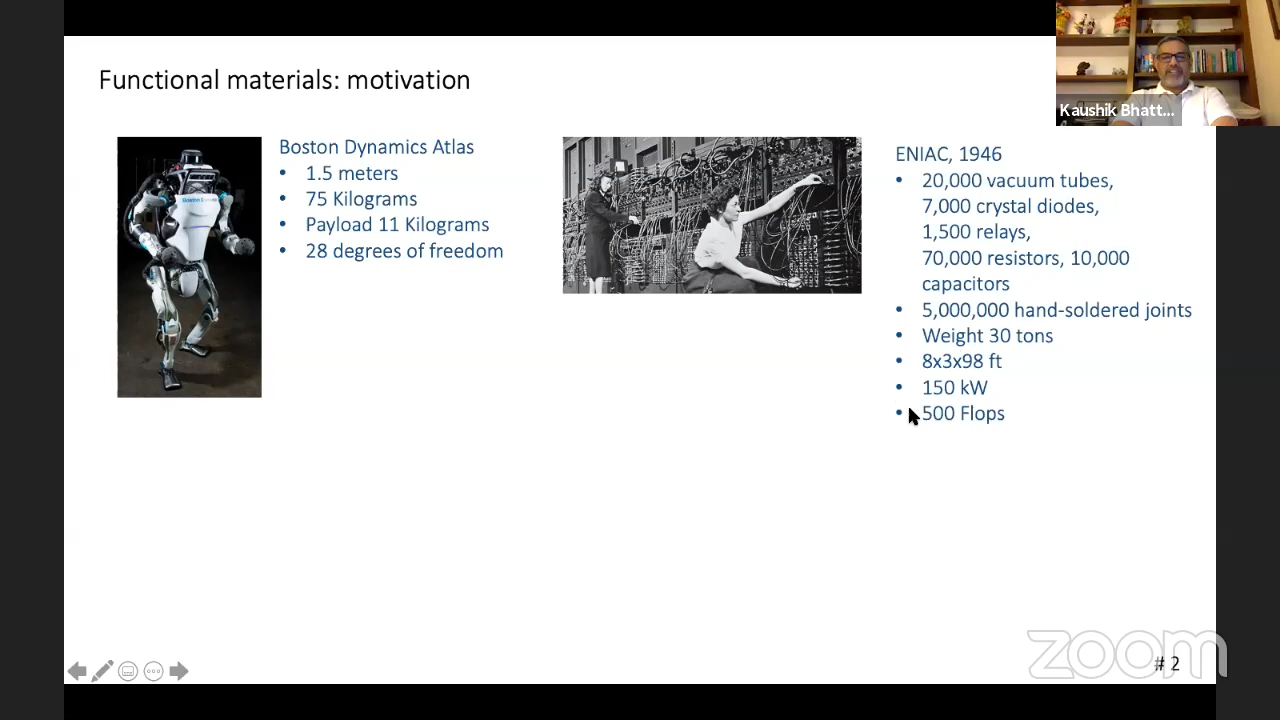 Functional materials: motivation
Kaushik Bhatt...
Boston Dynamics Atlas
• 1.5 meters
• 75 Kilograms
• Payload 11 Kilograms
• 28 degrees of freedom
ENIAC, 1946
• 20,000 vacuum tubes,
7,000 crystal diodes,
1,500 relays,
70,000 resistors, 10,000
capacitors
• 5,000,000 hand-soldered joints
• Weight 30 tons
• 8x3x98 ft
• 150 kW
• 500 Flops
zoom
# 2